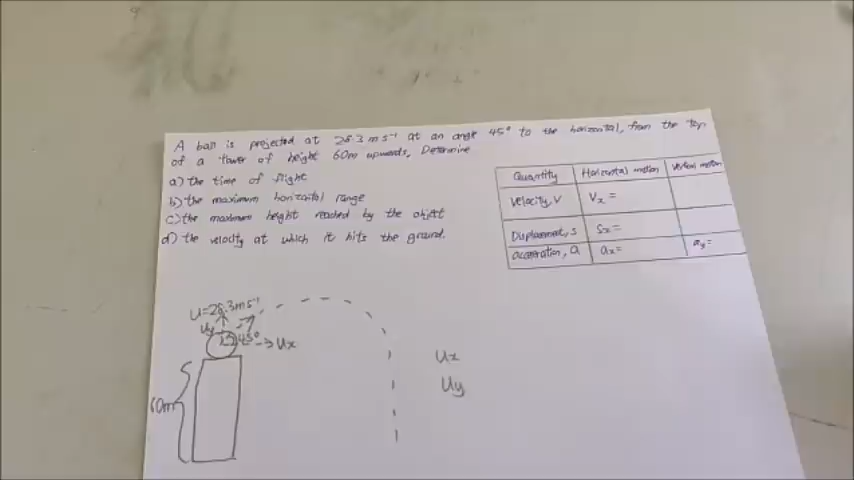 A ball is projected at 28.3 ms⁻¹ at an angle 45° to the horizontal, from the top
of a tower of height 60m upwards, Determine
a) the time of flight
b) the maximum horizontal range
c) the maximum height reached by the object
d) the velocity at which it hits the ground.
Quantity Horizontal motion Vertical motion
Velocity, V Vx =
Displacement, s Sx =
acceration, a ax= ay=
U=28.3ms⁻¹
Uy
45° Ux
60m
Ux
Uy